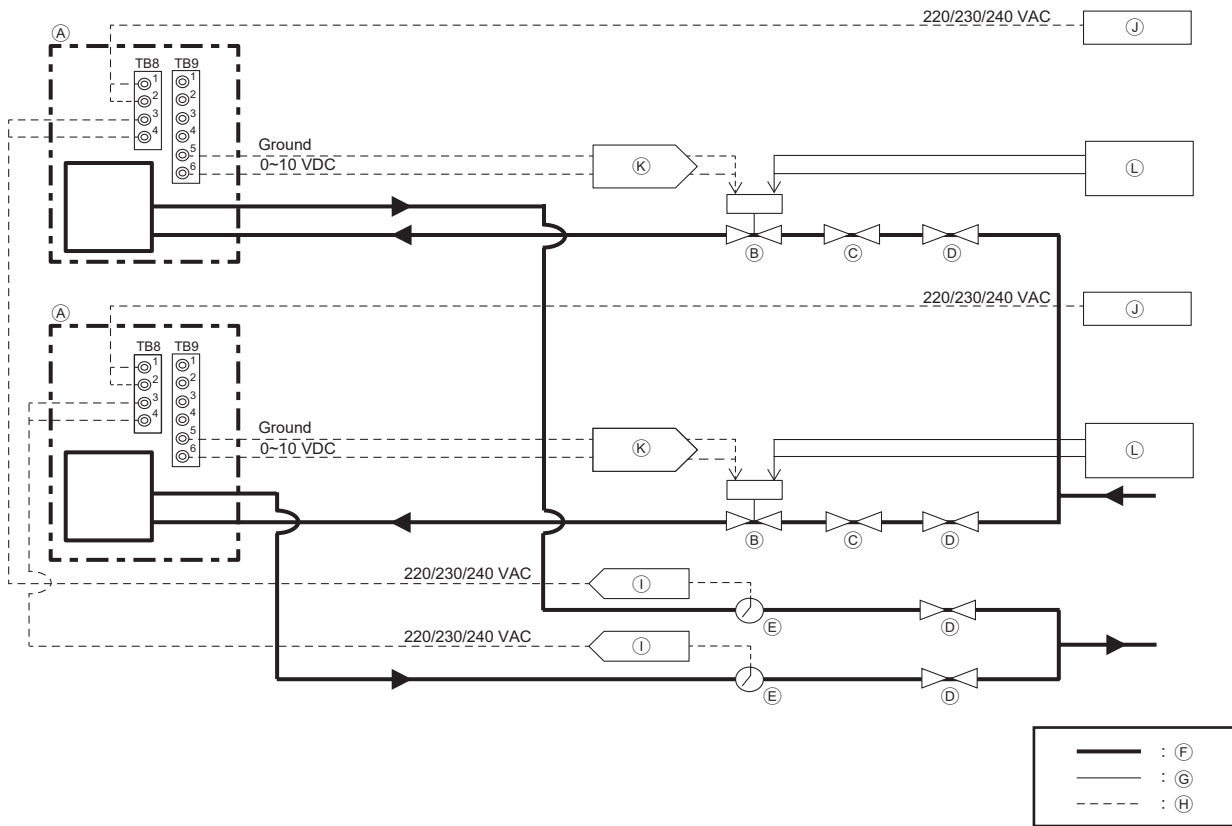 220/230/240 VAC
Ⓙ
Ⓐ
TB8 TB9
1
2
3
4
1
2
3
4
5
6
Ground
0~10 VDC
Ⓚ
Ⓛ
Ⓑ Ⓒ Ⓓ
220/230/240 VAC
Ⓙ
Ⓐ
TB8 TB9
1
2
3
4
1
2
3
4
5
6
Ground
0~10 VDC
Ⓚ
Ⓛ
Ⓑ Ⓒ Ⓓ
220/230/240 VAC
Ⓘ
Ⓔ Ⓓ
220/230/240 VAC
Ⓘ
Ⓔ Ⓓ
: Ⓕ
: Ⓖ
: Ⓗ